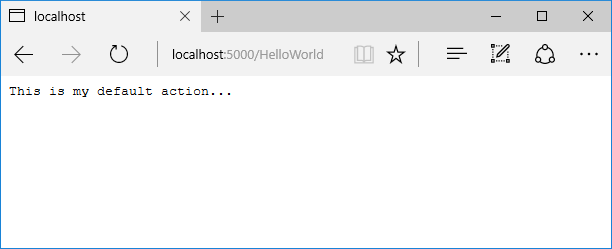 localhost
localhost:5000/HelloWorld
This is my default action...